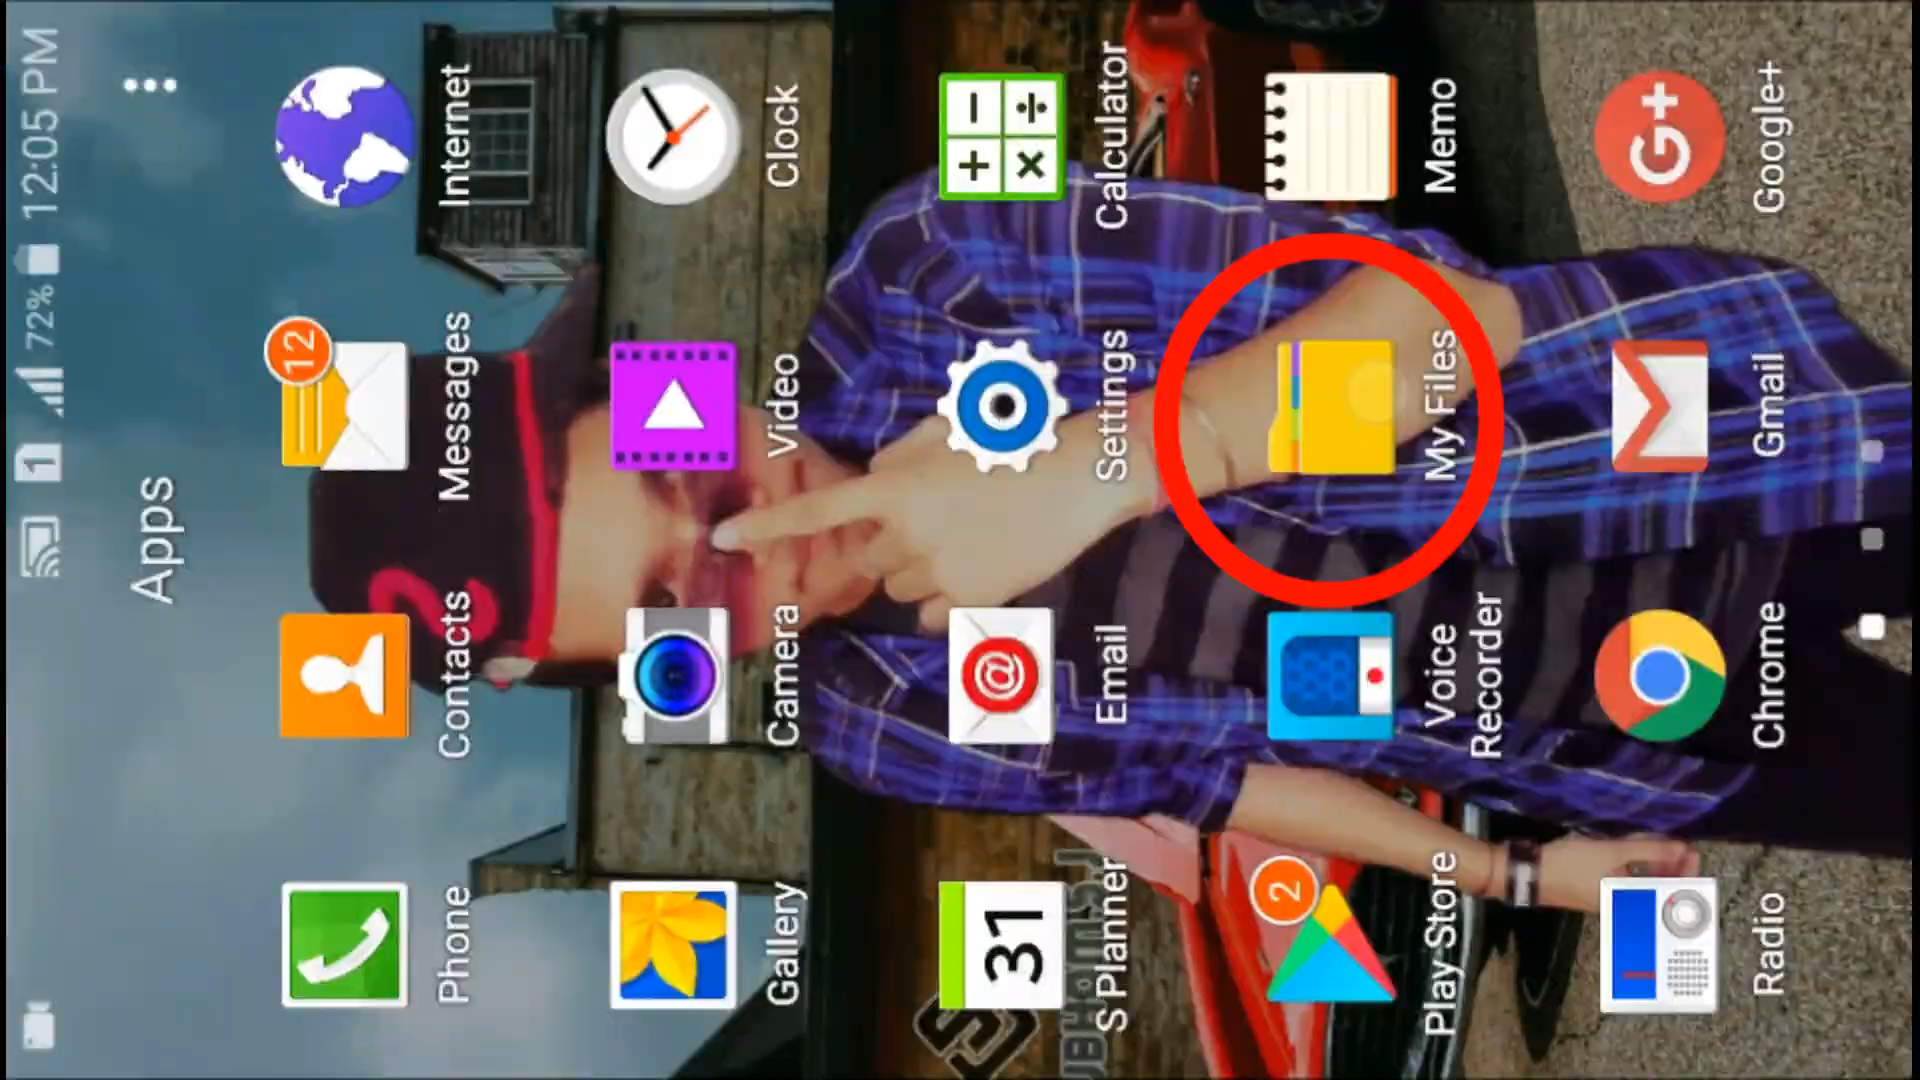 72% 12:05 PM
1
Apps
12
Phone Contacts Messages Internet
Gallery Camera Video Clock
31
@
S Planner Email Settings Calculator
2
Play Store Voice Recorder My Files Memo
G+
Radio Chrome Gmail Google+